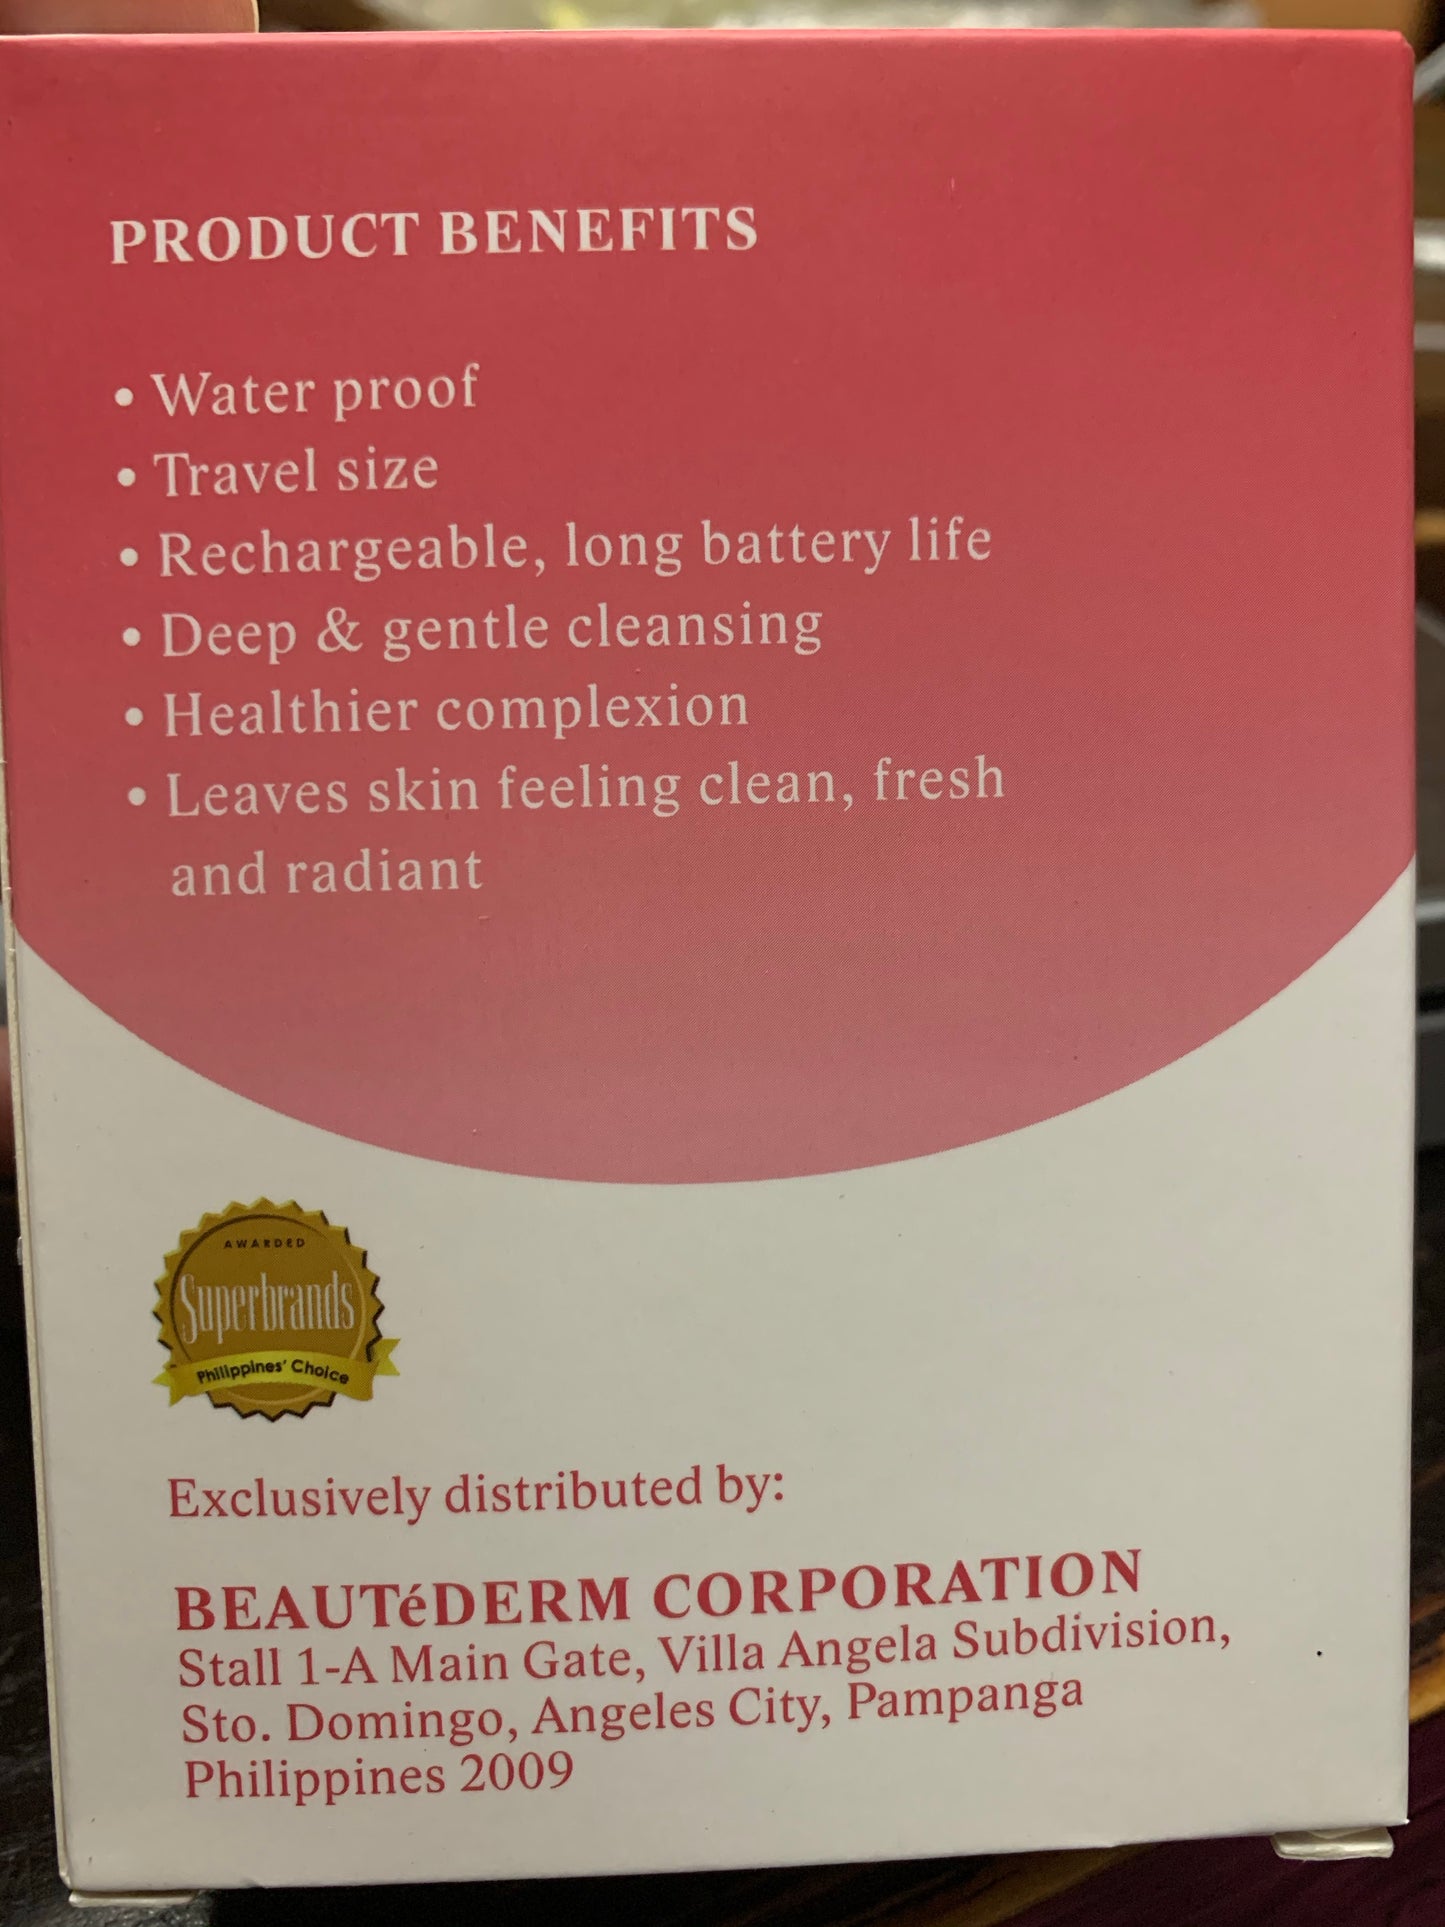 PRODUCT BENEFITS
• Water proof
• Travel size
• Rechargeable, long battery life
• Deep & gentle cleansing
• Healthier complexion
• Leaves skin feeling clean, fresh
and radiant
AWARDED
Superbrands
Philippines' Choice
Exclusively distributed by:
BEAUTéDERM CORPORATION
Stall 1-A Main Gate, Villa Angela Subdivision,
Sto. Domingo, Angeles City, Pampanga
Philippines 2009